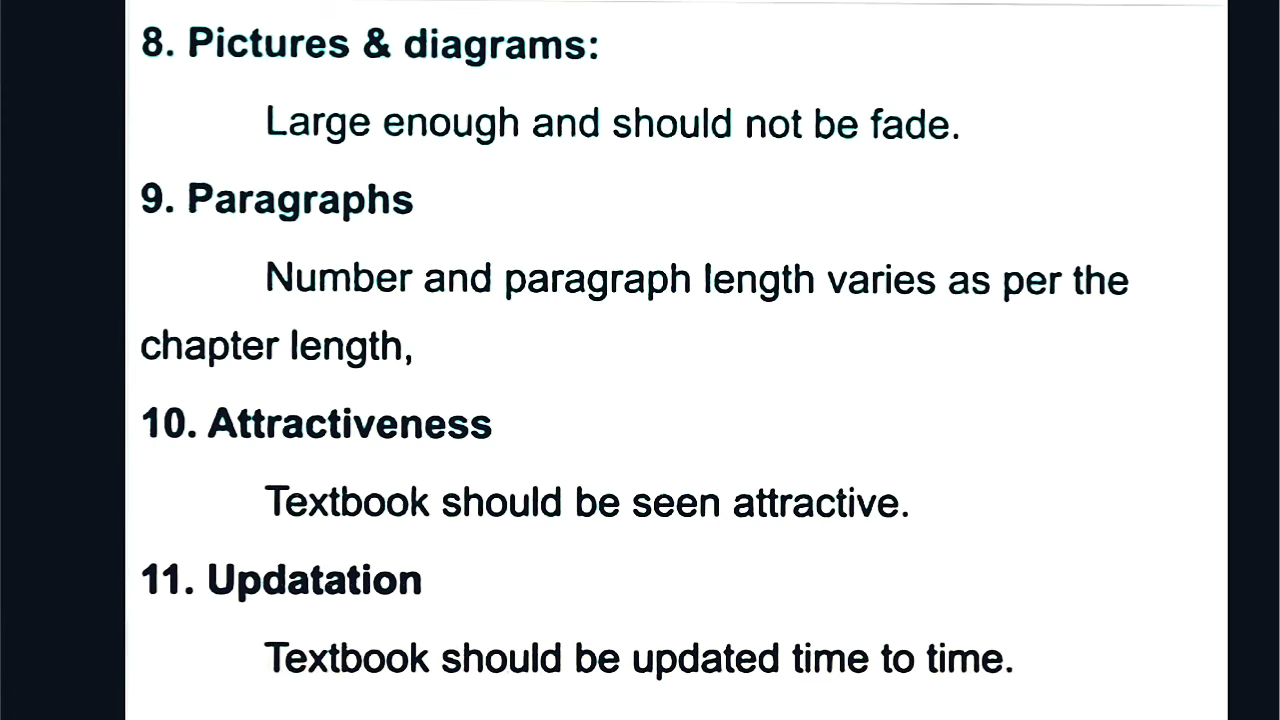 8. Pictures & diagrams:
Large enough and should not be fade.
9. Paragraphs
Number and paragraph length varies as per the
chapter length,
10. Attractiveness
Textbook should be seen attractive.
11. Updatation
Textbook should be updated time to time.